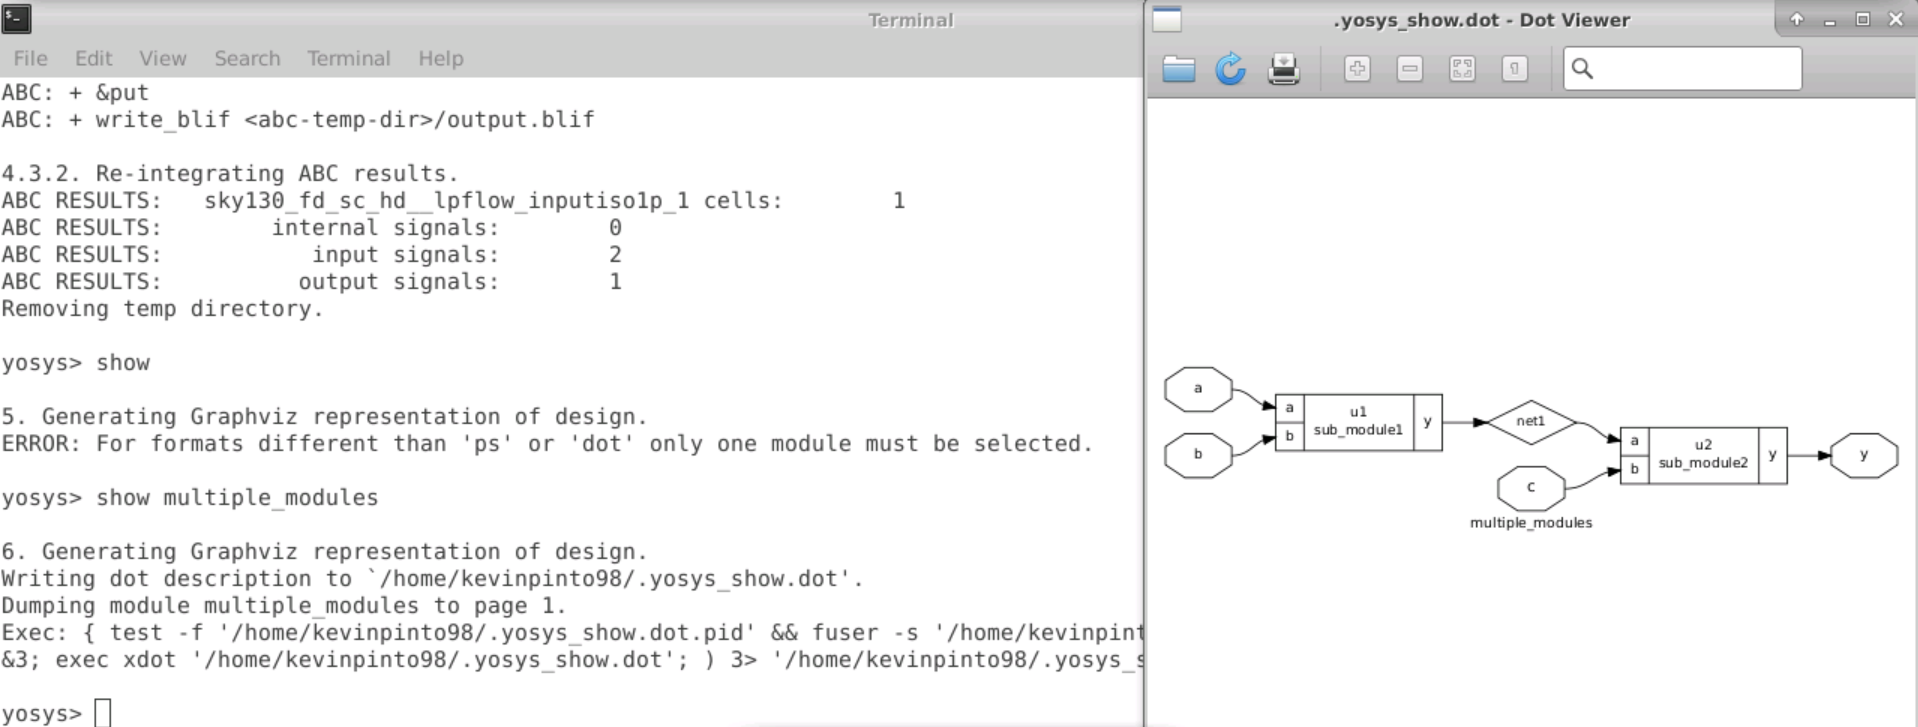 Terminal
File Edit View Search Terminal Help
ABC: + &put
ABC: + write_blif <abc-temp-dir>/output.blif
4.3.2. Re-integrating ABC results.
ABC RESULTS:   sky130_fd_sc_hd__lpflow_inputiso1p_1 cells:        1
ABC RESULTS:        internal signals:        0
ABC RESULTS:           input signals:        2
ABC RESULTS:          output signals:        1
Removing temp directory.
yosys> show
5. Generating Graphviz representation of design.
ERROR: For formats different than 'ps' or 'dot' only one module must be selected.
yosys> show multiple_modules
6. Generating Graphviz representation of design.
Writing dot description to `/home/kevinpinto98/.yosys_show.dot'.
Dumping module multiple_modules to page 1.
Exec: { test -f '/home/kevinpinto98/.yosys_show.dot.pid' && fuser -s '/home/kevinpint
&3; exec xdot '/home/kevinpinto98/.yosys_show.dot'; ) 3> '/home/kevinpinto98/.yosys_s
yosys>
.yosys_show.dot - Dot Viewer
a
b
a
b
u1
sub_module1
y
net1
c
a
b
u2
sub_module2
y
y
multiple_modules